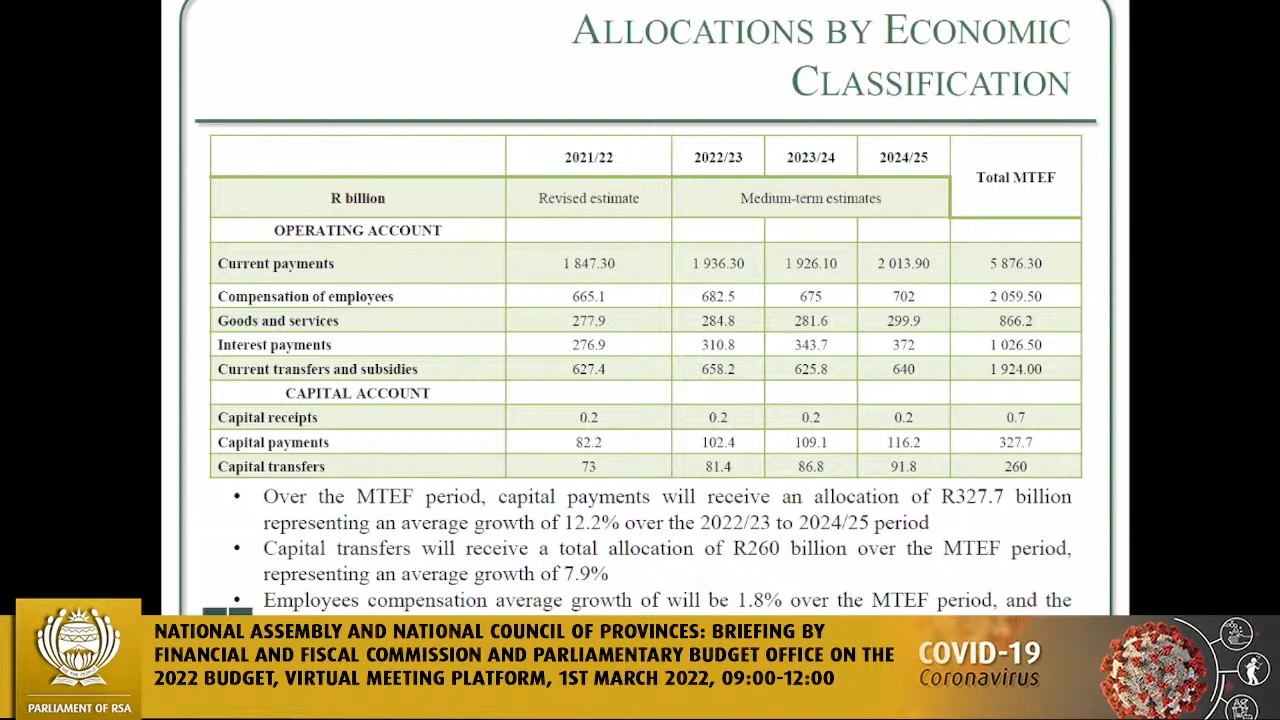 ALLOCATIONS BY ECONOMIC
CLASSIFICATION
2021/22 2022/23 2023/24 2024/25 Total MTEF
R billion Revised estimate Medium-term estimates
OPERATING ACCOUNT
Current payments 1 847.30 1 936.30 1 926.10 2 013.90 5 876.30
Compensation of employees 665.1 682.5 675 702 2 059.50
Goods and services 277.9 284.8 281.6 299.9 866.2
Interest payments 276.9 310.8 343.7 372 1 026.50
Current transfers and subsidies 627.4 658.2 625.8 640 1 924.00
CAPITAL ACCOUNT
Capital receipts 0.2 0.2 0.2 0.2 0.7
Capital payments 82.2 102.4 109.1 116.2 327.7
Capital transfers 73 81.4 86.8 91.8 260
• Over the MTEF period, capital payments will receive an allocation of R327.7 billion
representing an average growth of 12.2% over the 2022/23 to 2024/25 period
• Capital transfers will receive a total allocation of R260 billion over the MTEF period,
representing an average growth of 7.9%
• Employees compensation average growth of will be 1.8% over the MTEF period, and the
NATIONAL ASSEMBLY AND NATIONAL COUNCIL OF PROVINCES: BRIEFING BY
FINANCIAL AND FISCAL COMMISSION AND PARLIAMENTARY BUDGET OFFICE ON THE
2022 BUDGET, VIRTUAL MEETING PLATFORM, 1ST MARCH 2022, 09:00-12:00
PARLIAMENT OF RSA
COVID-19
Coronavirus